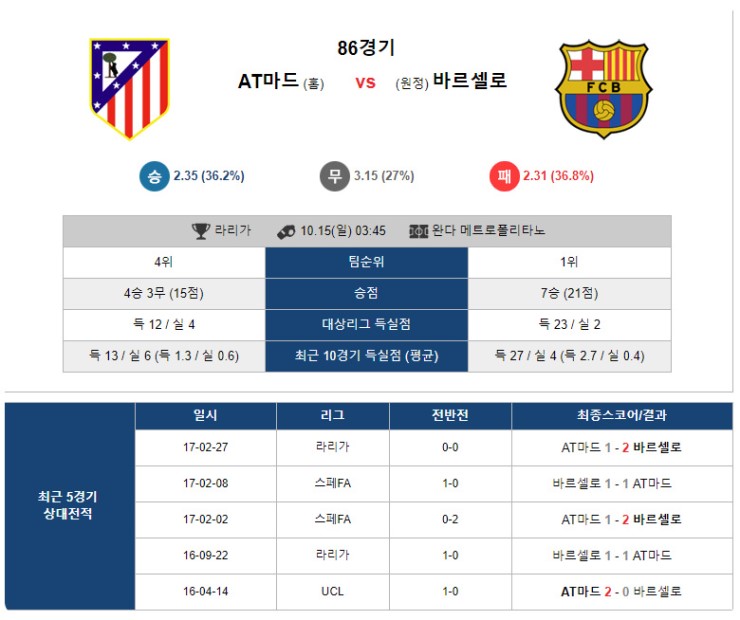 86경기
AT마드 (홈) VS (원정) 바르셀로
FCB
승 2.35 (36.2%) 무 3.15 (27%) 패 2.31 (36.8%)
라리가 10.15(일) 03:45 완다 메트로폴리타노
4위 팀순위 1위
4승 3무 (15점) 승점 7승 (21점)
득 12 / 실 4 대상리그 득실점 득 23 / 실 2
득 13 / 실 6 (득 1.3 / 실 0.6) 최근 10경기 득실점 (평균) 득 27 / 실 4 (득 2.7 / 실 0.4)
일시 리그 전반전 최종스코어/결과
최근 5경기
상대전적
17-02-27 라리가 0-0 AT마드 1 - 2 바르셀로
17-02-08 스페FA 1-0 바르셀로 1 - 1 AT마드
17-02-02 스페FA 0-2 AT마드 1 - 2 바르셀로
16-09-22 라리가 1-0 바르셀로 1 - 1 AT마드
16-04-14 UCL 1-0 AT마드 2 - 0 바르셀로